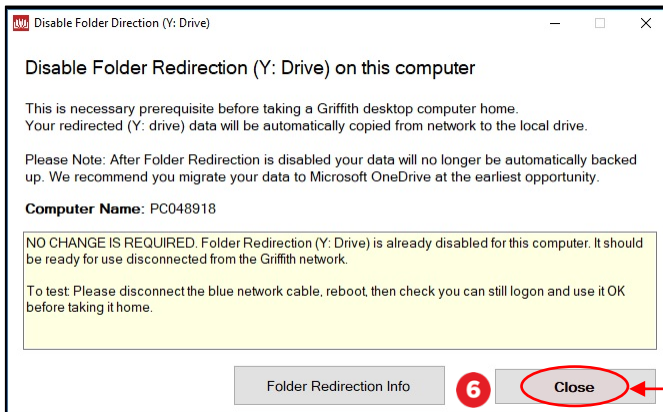 Disable Folder Direction (Y: Drive)
Disable Folder Redirection (Y: Drive) on this computer
This is necessary prerequisite before taking a Griffith desktop computer home.
Your redirected (Y: drive) data will be automatically copied from network to the local drive.
Please Note: After Folder Redirection is disabled your data will no longer be automatically backed
up. We recommend you migrate your data to Microsoft OneDrive at the earliest opportunity.
Computer Name: PC048918
NO CHANGE IS REQUIRED. Folder Redirection (Y: Drive) is already disabled for this computer. It should
be ready for use disconnected from the Griffith network.
To test: Please disconnect the blue network cable, reboot, then check you can still logon and use it OK
before taking it home.
Folder Redirection Info
6
Close